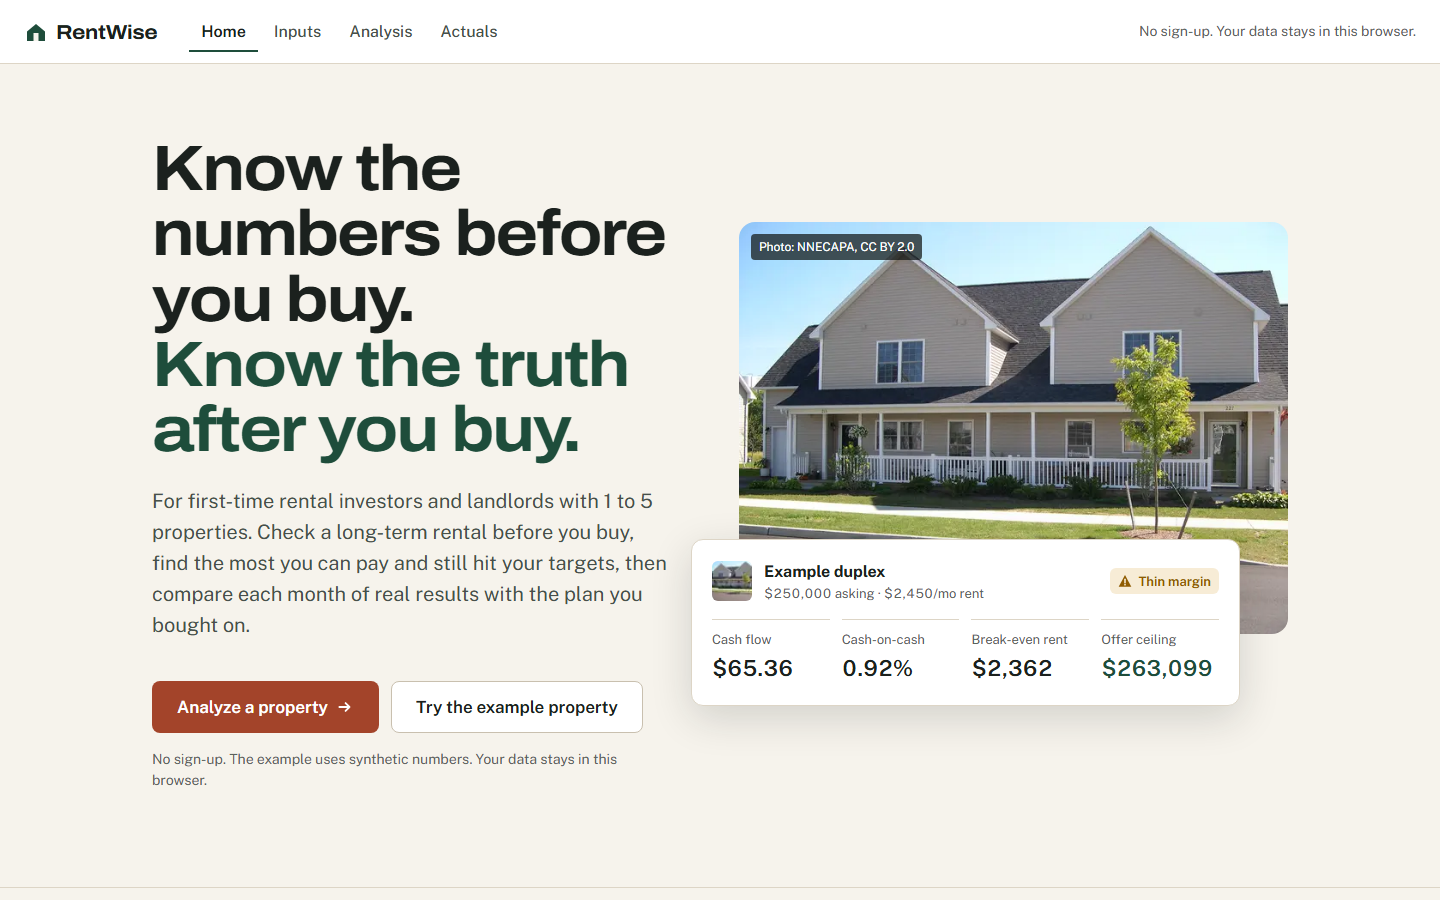 RentWise
Home
Inputs
Analysis
Actuals
No sign-up. Your data stays in this browser.
Know the
numbers before
you buy.
Know the truth
after you buy.
For first-time rental investors and landlords with 1 to 5
properties. Check a long-term rental before you buy,
find the most you can pay and still hit your targets, then
compare each month of real results with the plan you
bought on.
Analyze a property →
Try the example property
No sign-up. The example uses synthetic numbers. Your data stays in this
browser.
Photo: NNECAPA, CC BY 2.0
Example duplex
$250,000 asking · $2,450/mo rent
Thin margin
Cash flow
$65.36
Cash-on-cash
0.92%
Break-even rent
$2,362
Offer ceiling
$263,099